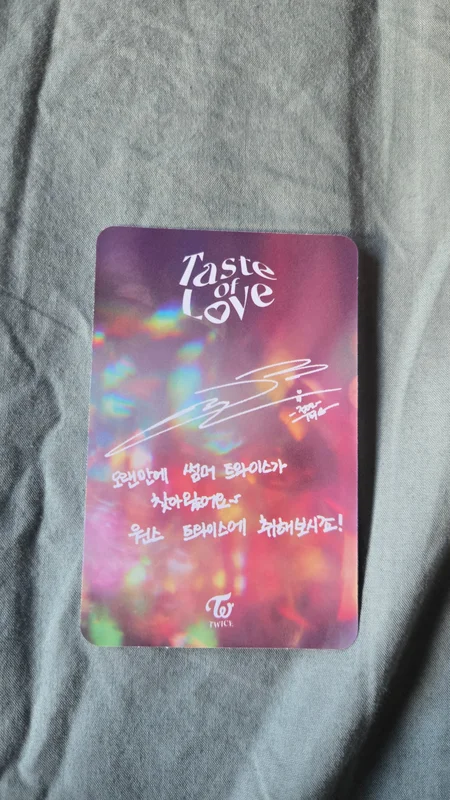 Taste
of
Love
오랜만에 썸머 트와이스가
찾아왔어요~
원스 트와이스에 취해보시죠!
TWICE